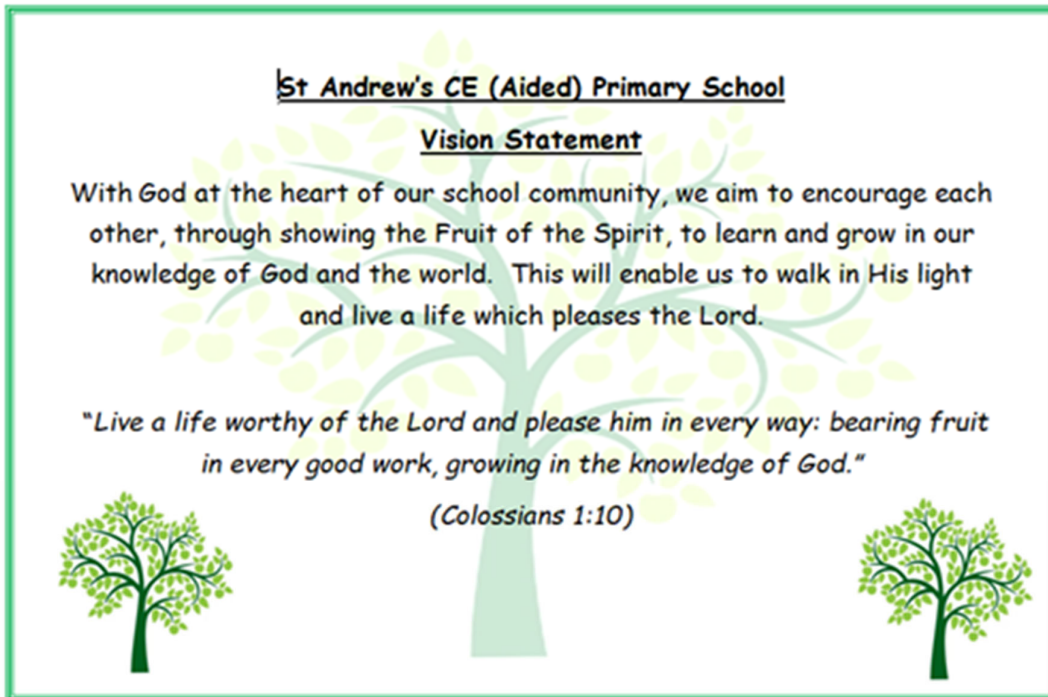 St Andrew's CE (Aided) Primary School
Vision Statement
With God at the heart of our school community, we aim to encourage each
other, through showing the Fruit of the Spirit, to learn and grow in our
knowledge of God and the world.  This will enable us to walk in His light
and live a life which pleases the Lord.
"Live a life worthy of the Lord and please him in every way: bearing fruit
in every good work, growing in the knowledge of God."
(Colossians 1:10)